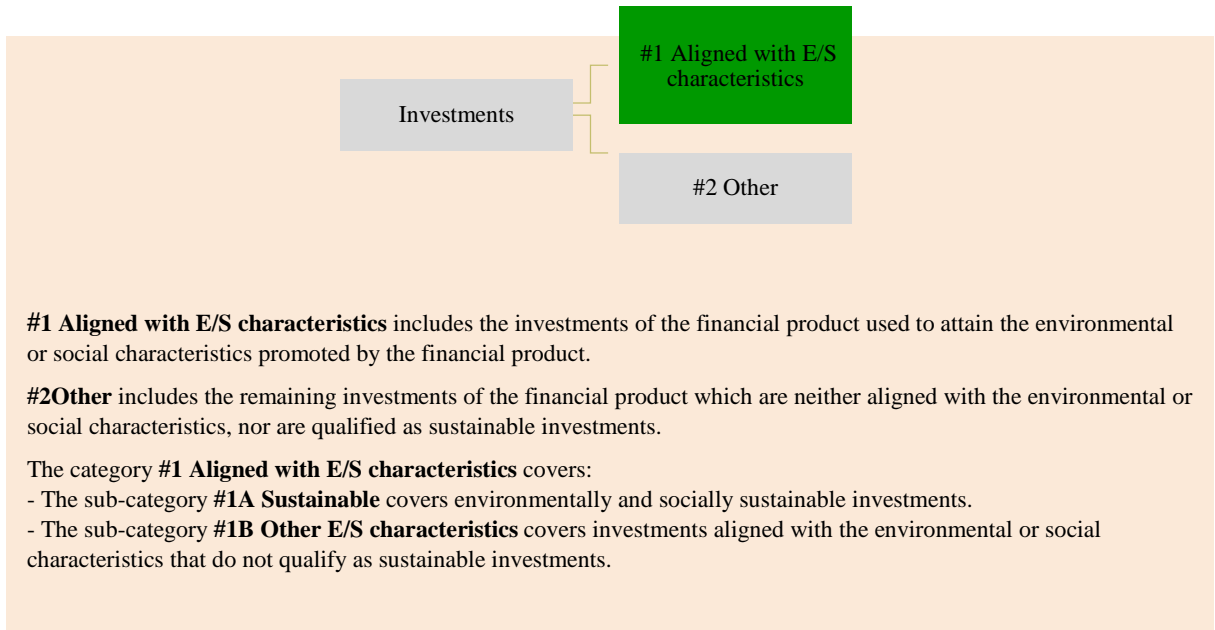 #1 Aligned with E/S
characteristics
Investments
#2 Other
#1 Aligned with E/S characteristics includes the investments of the financial product used to attain the environmental
or social characteristics promoted by the financial product.
#2Other includes the remaining investments of the financial product which are neither aligned with the environmental or
social characteristics, nor are qualified as sustainable investments.
The category #1 Aligned with E/S characteristics covers:
- The sub-category #1A Sustainable covers environmentally and socially sustainable investments.
- The sub-category #1B Other E/S characteristics covers investments aligned with the environmental or social
characteristics that do not qualify as sustainable investments.